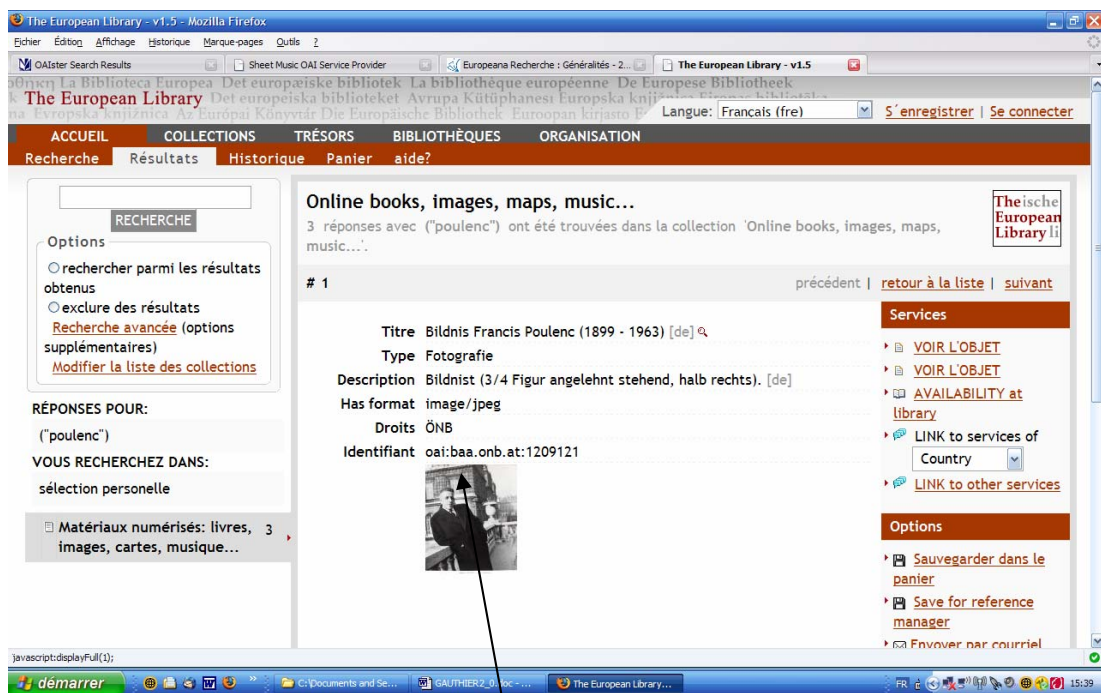 The European Library - v1.5 - Mozilla Firefox
Fichier Édition Affichage Historique Marque-pages Outils ?
OAIster Search Results
Sheet Music OAI Service Provider
Europeana Recherche : Généralités - 2...
The European Library - v1.5
La Biblioteca Europea Det europæiske bibliotek La bibliothèque européenne De Europese Bibliotheek
The European Library Det europeiska biblioteket Avrupa Kütüphanesi Europska
Az Európai Könyvtár Die Europäische Bibliothek Euroopan kirjasto
Langue: Français (fre)
S´enregistrer | Se connecter
ACCUEIL COLLECTIONS TRÉSORS BIBLIOTHÈQUES ORGANISATION
Recherche Résultats Historique Panier aide?
RECHERCHE
Options
rechercher parmi les résultats
obtenus
exclure des résultats
Recherche avancée (options
supplémentaires)
Modifier la liste des collections
RÉPONSES POUR:
("poulenc")
VOUS RECHERCHEZ DANS:
sélection personelle
Matériaux numérisés: livres, 3
images, cartes, musique...
Online books, images, maps, music...
3 réponses avec ("poulenc") ont été trouvées dans la collection 'Online books, images, maps,
music...'.
Theische
European
Library li
# 1
précédent | retour à la liste | suivant
Titre Bildnis Francis Poulenc (1899 - 1963) [de]
Type Fotografie
Description Bildnist (3/4 Figur angelehnt stehend, halb rechts). [de]
Has format image/jpeg
Droits ÖNB
Identifiant oai:baa.onb.at:1209121
Services
VOIR L'OBJET
VOIR L'OBJET
AVAILABILITY at
library
LINK to services of
Country
LINK to other services
Options
Sauvegarder dans le
panier
Save for reference
manager
Envoyer par courriel
javascript:displayFull(1);
démarrer
C:\Documents and Se...
GAUTHIER2_0.doc - ...
The European Library...
FR
15:39